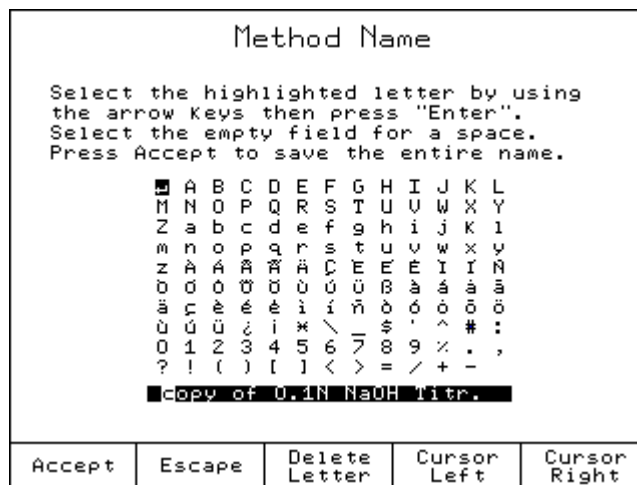 Method Name
Select the highlighted letter by using
the arrow Keys then press "Enter".
Select the empty field for a space.
Press Accept to save the entire name.
↵ A B C D E F G H I J K L
M N O P Q R S T U V W X Y
Z a b c d e f g h i j k l
m n o p q r s t u v w x y
z À Á Ä Ç È É Ì Í Ñ
à á
ç è é ì í ñ ò ó ö
ù ú ü ¿ ¡ \ _ $ ' ^ # :
0 1 2 3 4 5 6 7 8 9 % . ,
? ! ( ) [ ] < > = / + -
copy of 0.1N NaOH Titr.
Accept
Escape
Delete
Letter
Cursor
Left
Cursor
Right